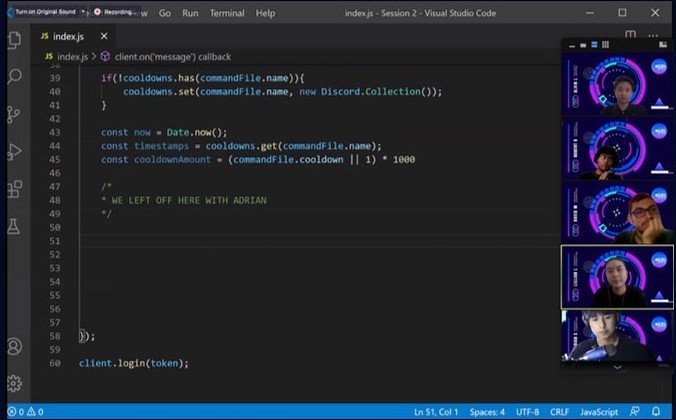 Turn on Original Sound
Recording...
w Go Run Terminal Help
index.js - Session 2 - Visual Studio Code
JS index.js ×
JS index.js > client.on('message') callback
38
39 if(!cooldowns.has(commandFile.name)){
40 cooldowns.set(commandFile.name, new Discord.Collection());
41 }
42
43 const now = Date.now();
44 const timestamps = cooldowns.get(commandFile.name);
45 const cooldownAmount = (commandFile.cooldown || 1) * 1000
46
47 /*
48 * WE LEFT OFF HERE WITH ADRIAN
49 */
50
51
52
53
54
55
56
57
58 });
59
60 client.login(token);
0 0 Ln 51, Col 1 Spaces: 4 UTF-8 CRLF JavaScript